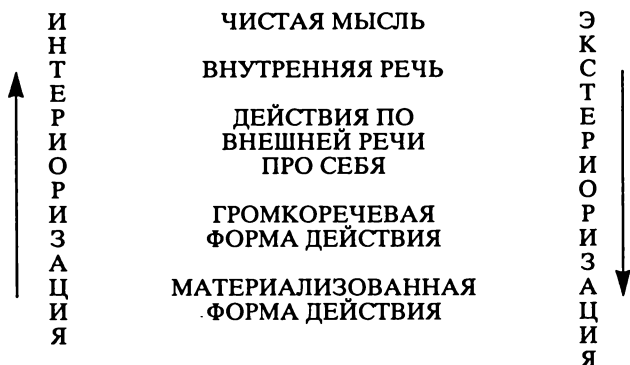 ИНТЕРИОРИЗАЦИЯ
ЧИСТАЯ МЫСЛЬ
ВНУТРЕННЯЯ РЕЧЬ
ДЕЙСТВИЯ ПО
ВНЕШНЕЙ РЕЧИ
ПРО СЕБЯ
ГРОМКОРЕЧЕВАЯ
ФОРМА ДЕЙСТВИЯ
МАТЕРИАЛИЗОВАННАЯ
ФОРМА ДЕЙСТВИЯ
ЭКСТЕРИОРИЗАЦИЯ